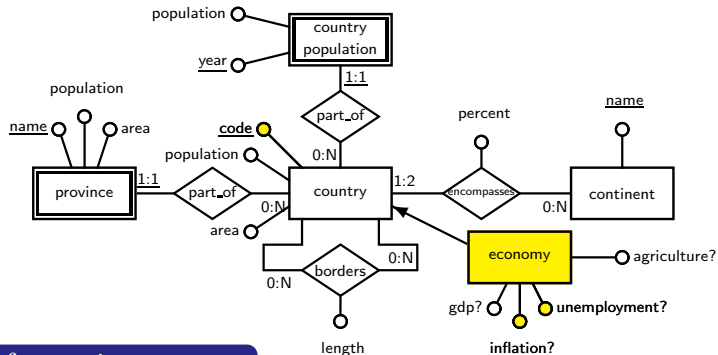 population
country
population
year
1:1
population
part_of
code
name
area
percent
name
population
0:N
1:1
1:2
province
part_of
country
encompasses
continent
0:N
0:N
area
economy
agriculture?
borders
0:N
0:N
gdp?
unemployment?
length
inflation?